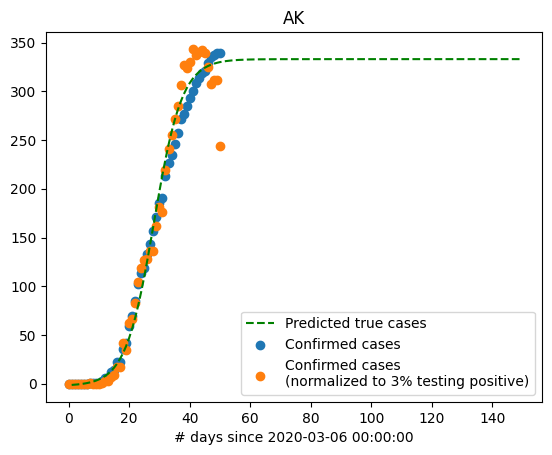 AK
350
300
250
200
150
100
50
0
Predicted true cases
Confirmed cases
Confirmed cases
(normalized to 3% testing positive)
0 20 40 60 80 100 120 140
# days since 2020-03-06 00:00:00